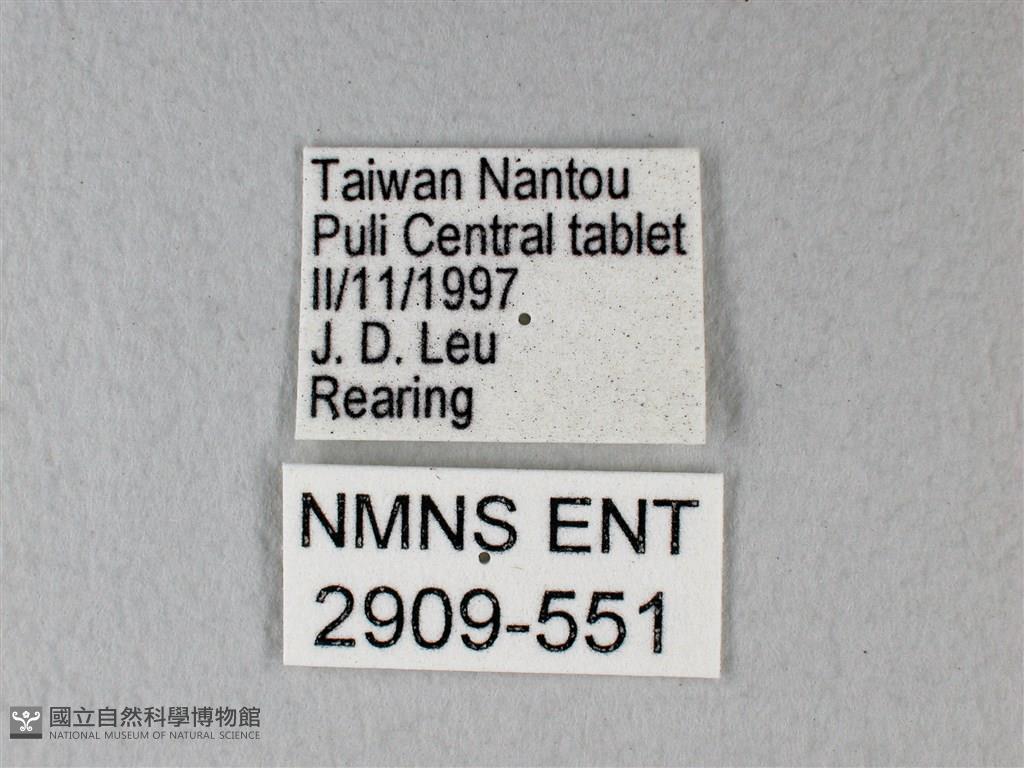 Taiwan Nantou
Puli Central tablet
II/11/1997
J. D. Leu
Rearing
NMNS ENT
2909-551
國立自然科學博物館
NATIONAL MUSEUM OF NATURAL SCIENCE